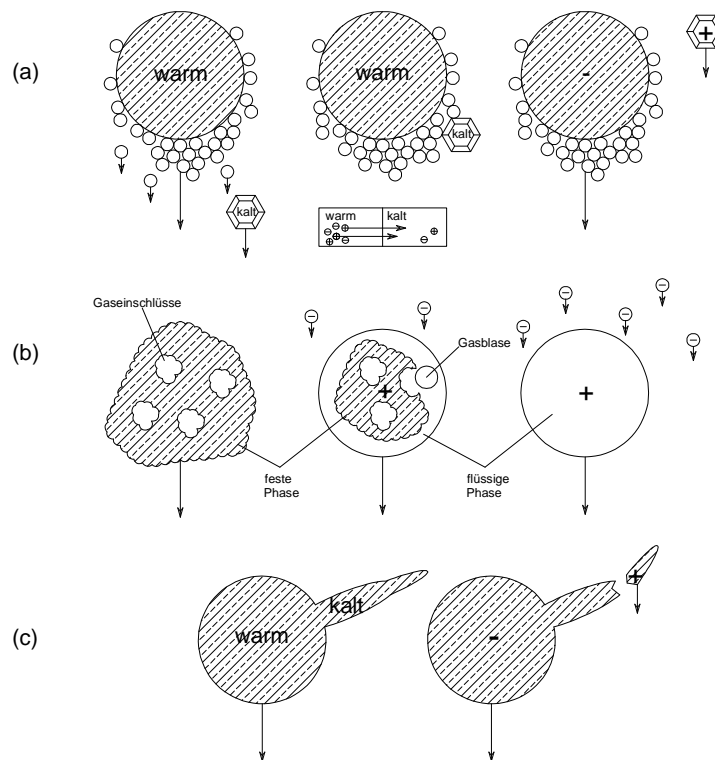 (a)
warm
warm
-
+
kalt
kalt
warm
kalt
(b)
Gaseinschlüsse
Gasblase
+
+
feste
Phase
flüssige
Phase
(c)
warm
kalt
-
+